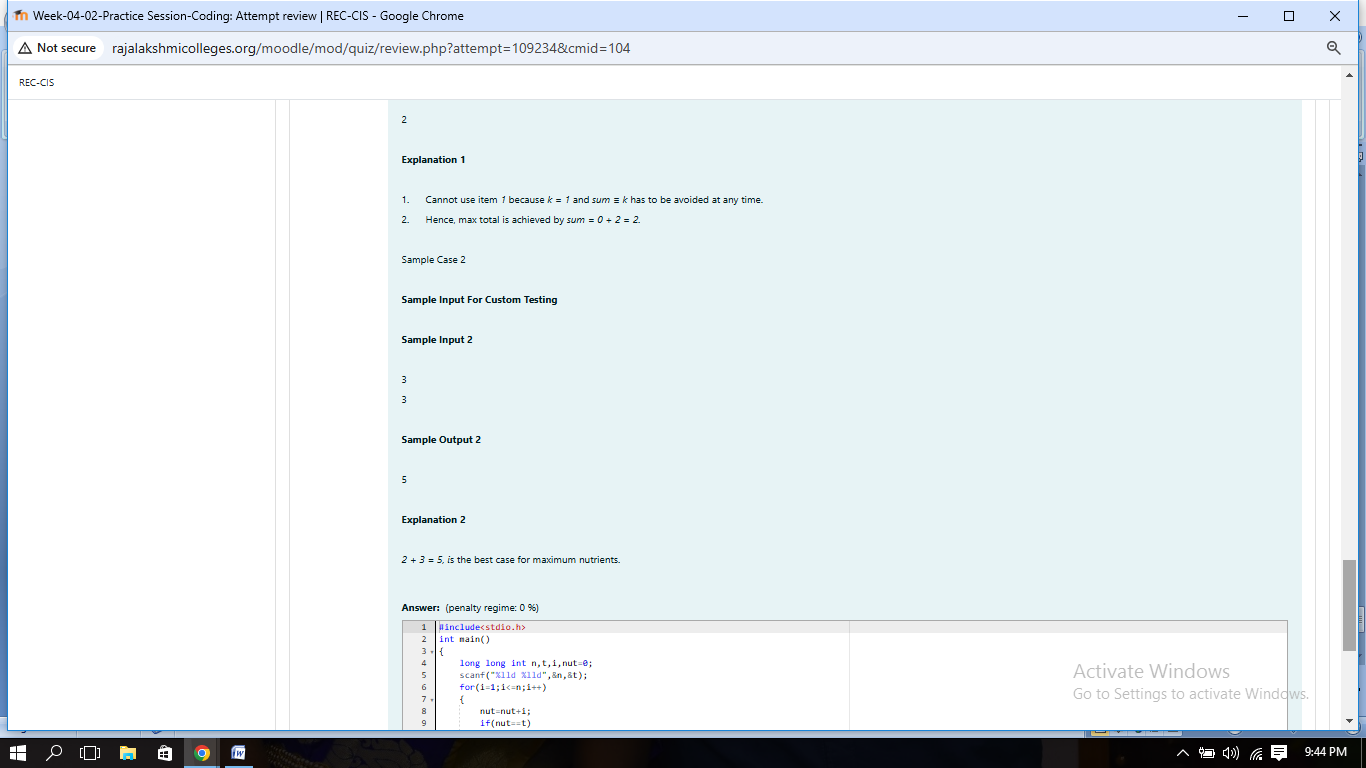 Week-04-02-Practice Session-Coding: Attempt review | REC-CIS - Google Chrome
Not secure rajalakshmicolleges.org/moodle/mod/quiz/review.php?attempt=109234&cmid=104
REC-CIS
2
Explanation 1
1. Cannot use item 1 because k = 1 and sum ≡ k has to be avoided at any time.
2. Hence, max total is achieved by sum = 0 + 2 = 2.
Sample Case 2
Sample Input For Custom Testing
Sample Input 2
3
3
Sample Output 2
5
Explanation 2
2 + 3 = 5, is the best case for maximum nutrients.
Answer: (penalty regime: 0 %)
1 #include<stdio.h>
2 int main()
3 {
4 long long int n,t,i,nut=0;
5 scanf("%lld %lld",&n,&t);
6 for(i=1;i<=n;i++)
7 {
8 nut=nut+i;
9 if(nut==t)
Activate Windows
Go to Settings to activate Windows.
9:44 PM